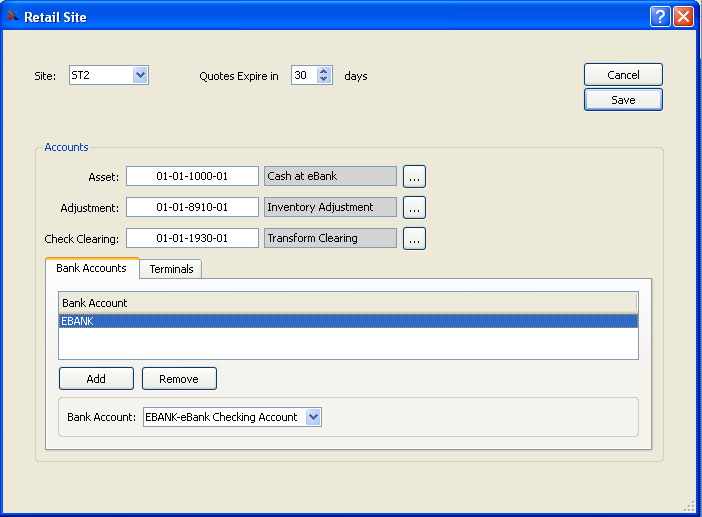 Retail Site
Site: ST2 Quotes Expire in 30 days
Cancel
Save
Accounts
Asset: 01-01-1000-01 Cash at eBank ...
Adjustment: 01-01-8910-01 Inventory Adjustment ...
Check Clearing: 01-01-1930-01 Transform Clearing ...
Bank Accounts Terminals
Bank Account
EBANK
Add Remove
Bank Account: EBANK-eBank Checking Account